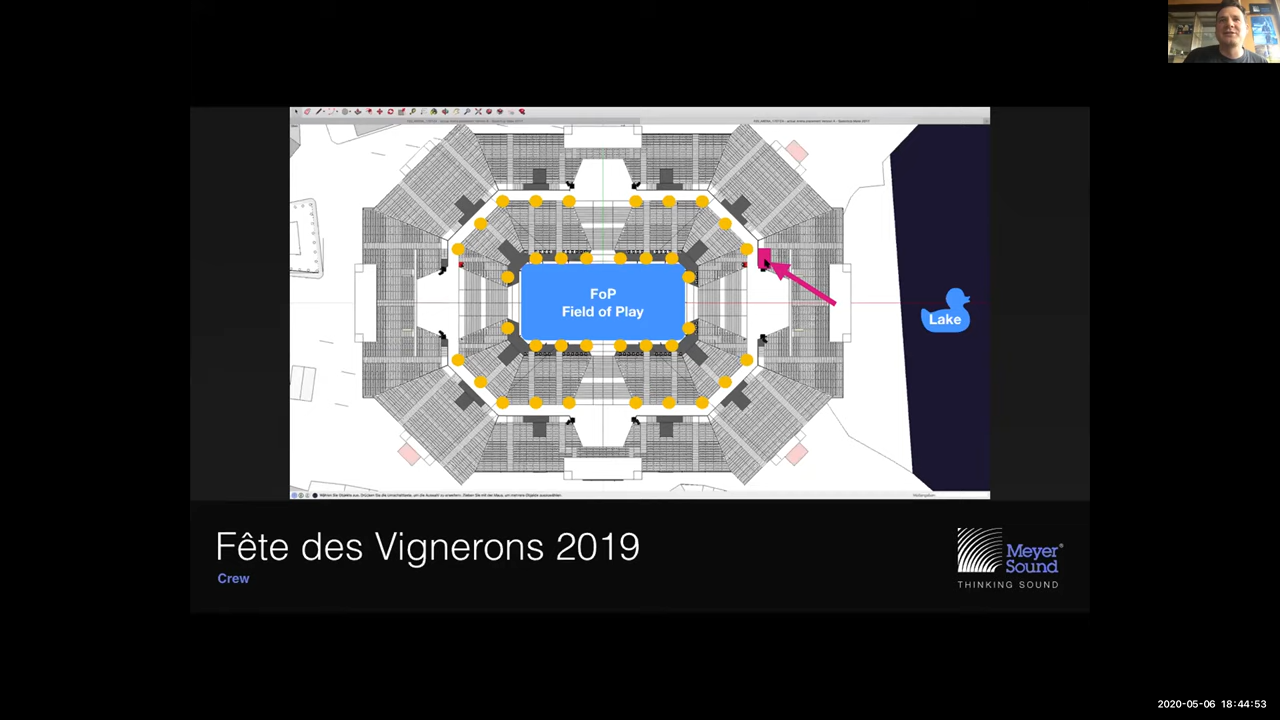 FoP
Field of Play
Lake
Fête des Vignerons 2019
Crew
Meyer
Sound®
THINKING SOUND
2020-05-06 18:44:53